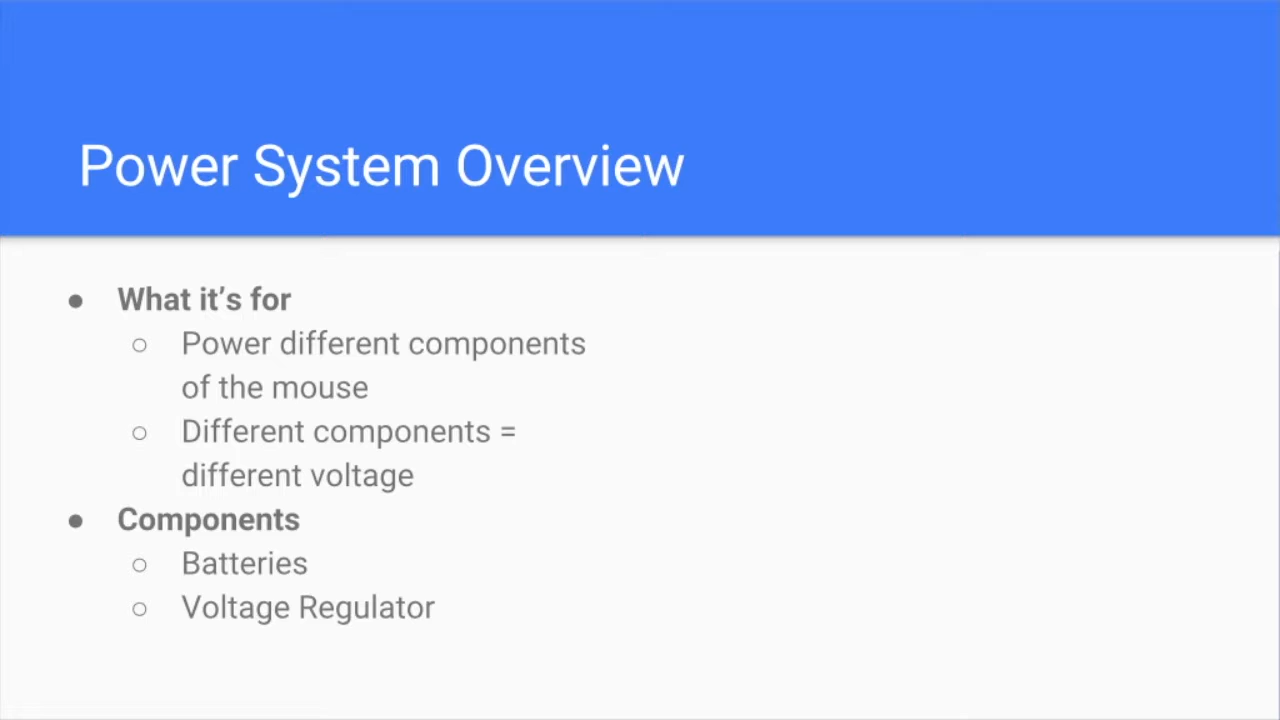 Power System Overview
● What it’s for
○ Power different components
of the mouse
○ Different components =
different voltage
● Components
○ Batteries
○ Voltage Regulator